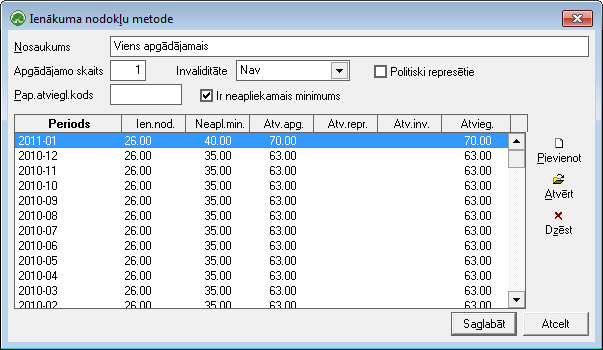 Ienākuma nodokļu metode
Nosaukums Viens apgādājamais
Apgādājamo skaits 1 Invaliditāte Nav Politiski represētie
Pap.atviegl.kods Ir neapliekamais minimums
Periods Ien.nod. Neapl.min. Atv.apg. Atv.repr. Atv.inv. Atvieg.
2011-01 26.00 40.00 70.00 70.00
2010-12 26.00 35.00 63.00 63.00
2010-11 26.00 35.00 63.00 63.00
2010-10 26.00 35.00 63.00 63.00
2010-09 26.00 35.00 63.00 63.00
2010-08 26.00 35.00 63.00 63.00
2010-07 26.00 35.00 63.00 63.00
2010-06 26.00 35.00 63.00 63.00
2010-05 26.00 35.00 63.00 63.00
2010-04 26.00 35.00 63.00 63.00
2010-03 26.00 35.00 63.00 63.00
2010-02 26.00 35.00 63.00 63.00
Pievienot
Atvērt
Dzēst
Saglabāt Atcelt